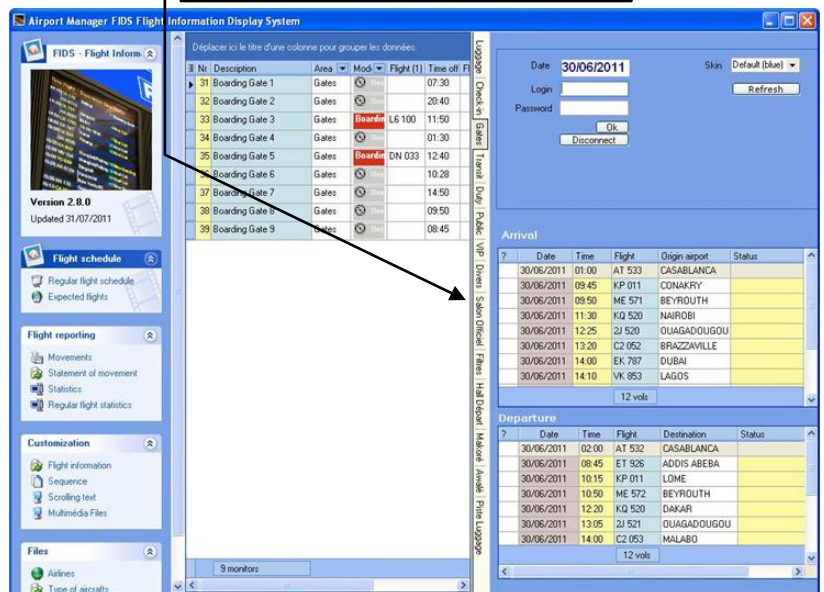 Airport Manager FIDS Flight Information Display System
FIDS - Flight Inform
Version 2.8.0
Updated 31/07/2011
Flight schedule
Regular flight schedule
Expected flights
Flight reporting
Movements
Statement of movement
Statistics
Regular flight statistics
Customization
Flight information
Sequence
Scrolling text
Multimédia Files
Files
Airlines
Type of aircrafts
Déplacer ici le titre d'une colonne pour grouper les données.
Nr Description Area Mod Flight (1) Time off Fl
31 Boarding Gate 1 Gates 07:30
32 Boarding Gate 2 Gates 20:40
33 Boarding Gate 3 Gates Boardin L6 100 11:50
34 Boarding Gate 4 Gates 01:30
35 Boarding Gate 5 Gates Boardin DN 033 12:40
36 Boarding Gate 6 Gates 10:28
37 Boarding Gate 7 Gates 14:50
38 Boarding Gate 8 Gates 09:50
39 Boarding Gate 9 Gates 08:45
9 monitors
Luggage
Check-in
Gates
Transit
Duty
Public
VIP
Divers
Salon Officiel
Filtres
Hall Départ
Makoré
Awalé
Piste Luggage
Date 30/06/2011 Skin Default (blue)
Login Refresh
Password
Ok
Disconnect
Arrival
? Date Time Flight Origin airport Status
30/06/2011 01:00 AT 533 CASABLANCA
30/06/2011 09:45 KP 011 CONAKRY
30/06/2011 09:50 ME 571 BEYROUTH
30/06/2011 11:30 KQ 520 NAIROBI
30/06/2011 12:25 2J 520 OUAGADOUGOU
30/06/2011 13:20 C2 052 BRAZZAVILLE
30/06/2011 14:00 EK 787 DUBAI
30/06/2011 14:10 VK 853 LAGOS
12 vols
Departure
? Date Time Flight Destination Status
30/06/2011 02:00 AT 532 CASABLANCA
30/06/2011 08:45 ET 926 ADDIS ABEBA
30/06/2011 10:15 KP 011 LOME
30/06/2011 10:50 ME 572 BEYROUTH
30/06/2011 12:20 KQ 520 DAKAR
30/06/2011 13:05 2J 521 OUAGADOUGOU
30/06/2011 14:00 C2 053 MALABO
12 vols